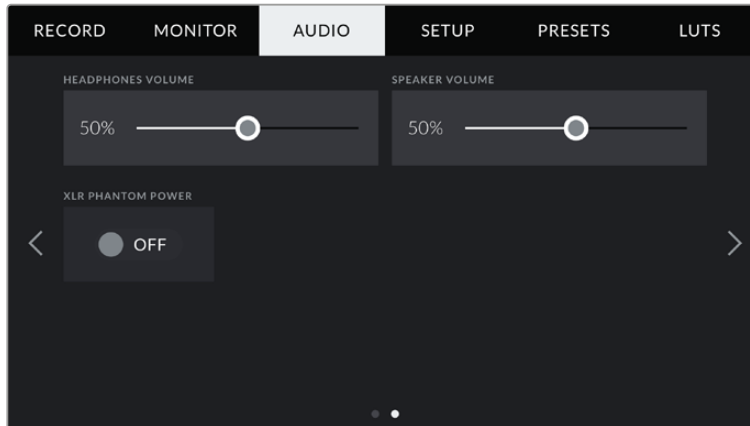 RECORD MONITOR AUDIO SETUP PRESETS LUTS
HEADPHONES VOLUME SPEAKER VOLUME
50% 50%
XLR PHANTOM POWER
OFF